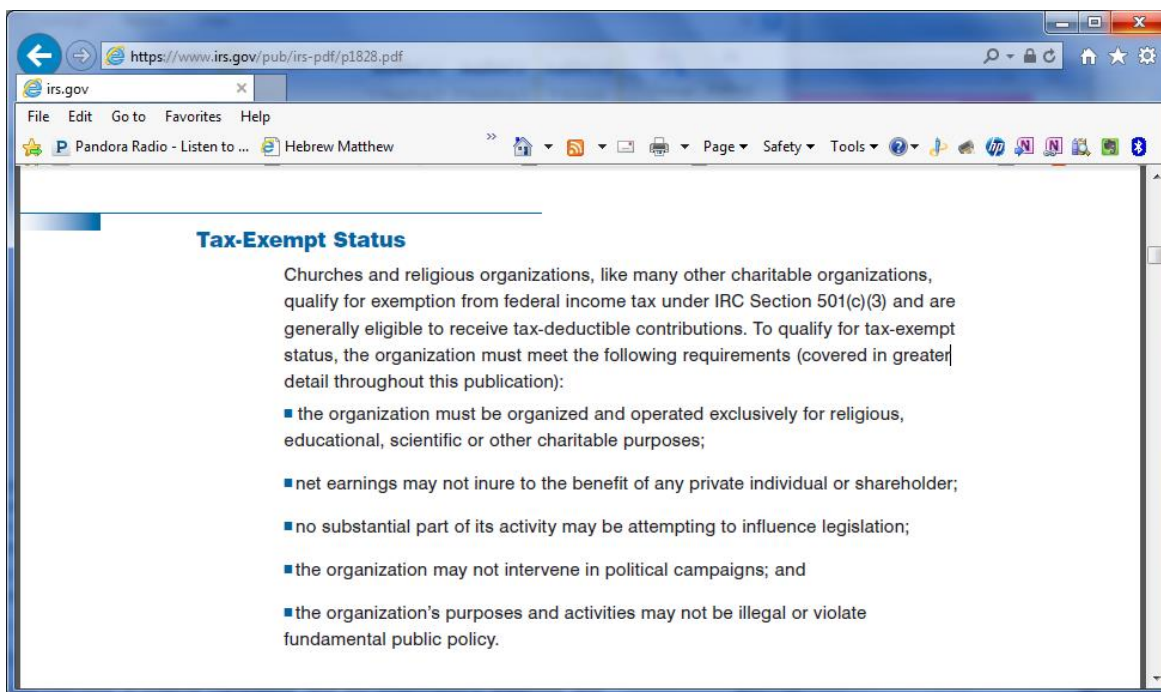 https://www.irs.gov/pub/irs-pdf/p1828.pdf
irs.gov
File Edit Go to Favorites Help
Pandora Radio - Listen to ... Hebrew Matthew » Page Safety Tools
Tax-Exempt Status
Churches and religious organizations, like many other charitable organizations,
qualify for exemption from federal income tax under IRC Section 501(c)(3) and are
generally eligible to receive tax-deductible contributions. To qualify for tax-exempt
status, the organization must meet the following requirements (covered in greater
detail throughout this publication):
■ the organization must be organized and operated exclusively for religious,
educational, scientific or other charitable purposes;
■ net earnings may not inure to the benefit of any private individual or shareholder;
■ no substantial part of its activity may be attempting to influence legislation;
■ the organization may not intervene in political campaigns; and
■ the organization's purposes and activities may not be illegal or violate
fundamental public policy.